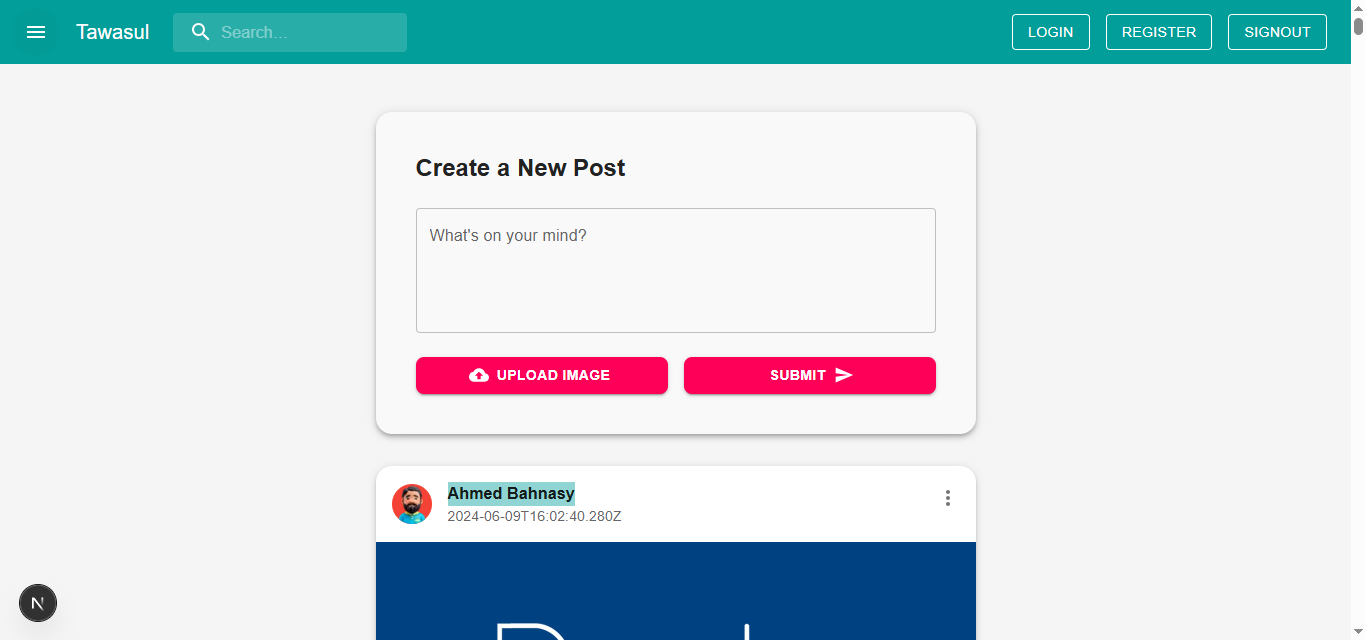 Tawasul
Search...
LOGIN
REGISTER
SIGNOUT
Create a New Post
What's on your mind?
UPLOAD IMAGE
SUBMIT
Ahmed Bahnasy
2024-06-09T16:02:40.280Z
N